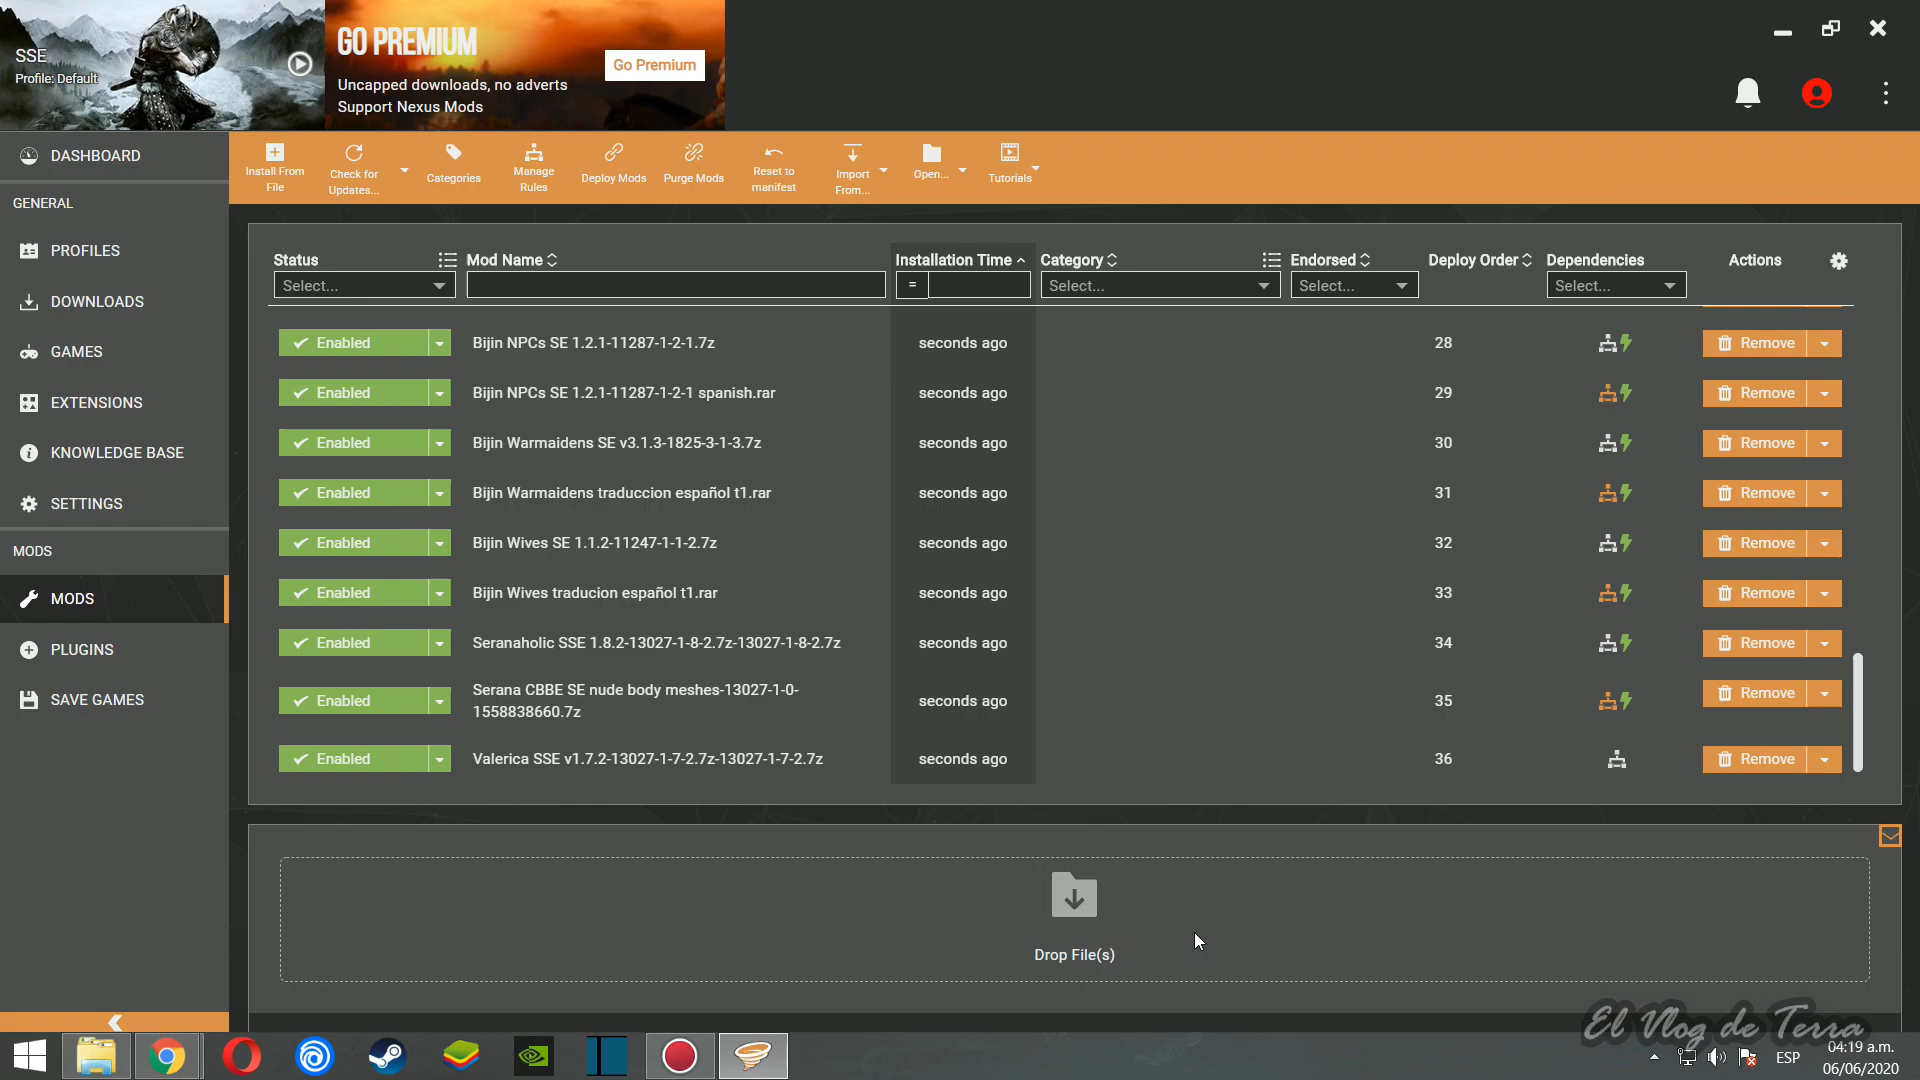 SSE
Profile: Default
GO PREMIUM
Uncapped downloads, no adverts
Support Nexus Mods
Go Premium
DASHBOARD
GENERAL
PROFILES
DOWNLOADS
GAMES
EXTENSIONS
KNOWLEDGE BASE
SETTINGS
MODS
MODS
PLUGINS
SAVE GAMES
Install From
File
Check for
Updates...
Categories
Manage
Rules
Deploy Mods
Purge Mods
Reset to
manifest
Import
From...
Open...
Tutorials
Status Mod Name Installation Time Category Endorsed Deploy Order Dependencies Actions
Select... = Select... Select... Select...
Enabled Bijin NPCs SE 1.2.1-11287-1-2-1.7z seconds ago 28 Remove
Enabled Bijin NPCs SE 1.2.1-11287-1-2-1 spanish.rar seconds ago 29 Remove
Enabled Bijin Warmaidens SE v3.1.3-1825-3-1-3.7z seconds ago 30 Remove
Enabled Bijin Warmaidens traduccion español t1.rar seconds ago 31 Remove
Enabled Bijin Wives SE 1.1.2-11247-1-1-2.7z seconds ago 32 Remove
Enabled Bijin Wives traducion español t1.rar seconds ago 33 Remove
Enabled Seranaholic SSE 1.8.2-13027-1-8-2.7z-13027-1-8-2.7z seconds ago 34 Remove
Enabled Serana CBBE SE nude body meshes-13027-1-0-
1558838660.7z seconds ago 35 Remove
Enabled Valerica SSE v1.7.2-13027-1-7-2.7z-13027-1-7-2.7z seconds ago 36 Remove
Drop File(s)
El Vlog de Terra
ESP
04:19 a.m.
06/06/2020